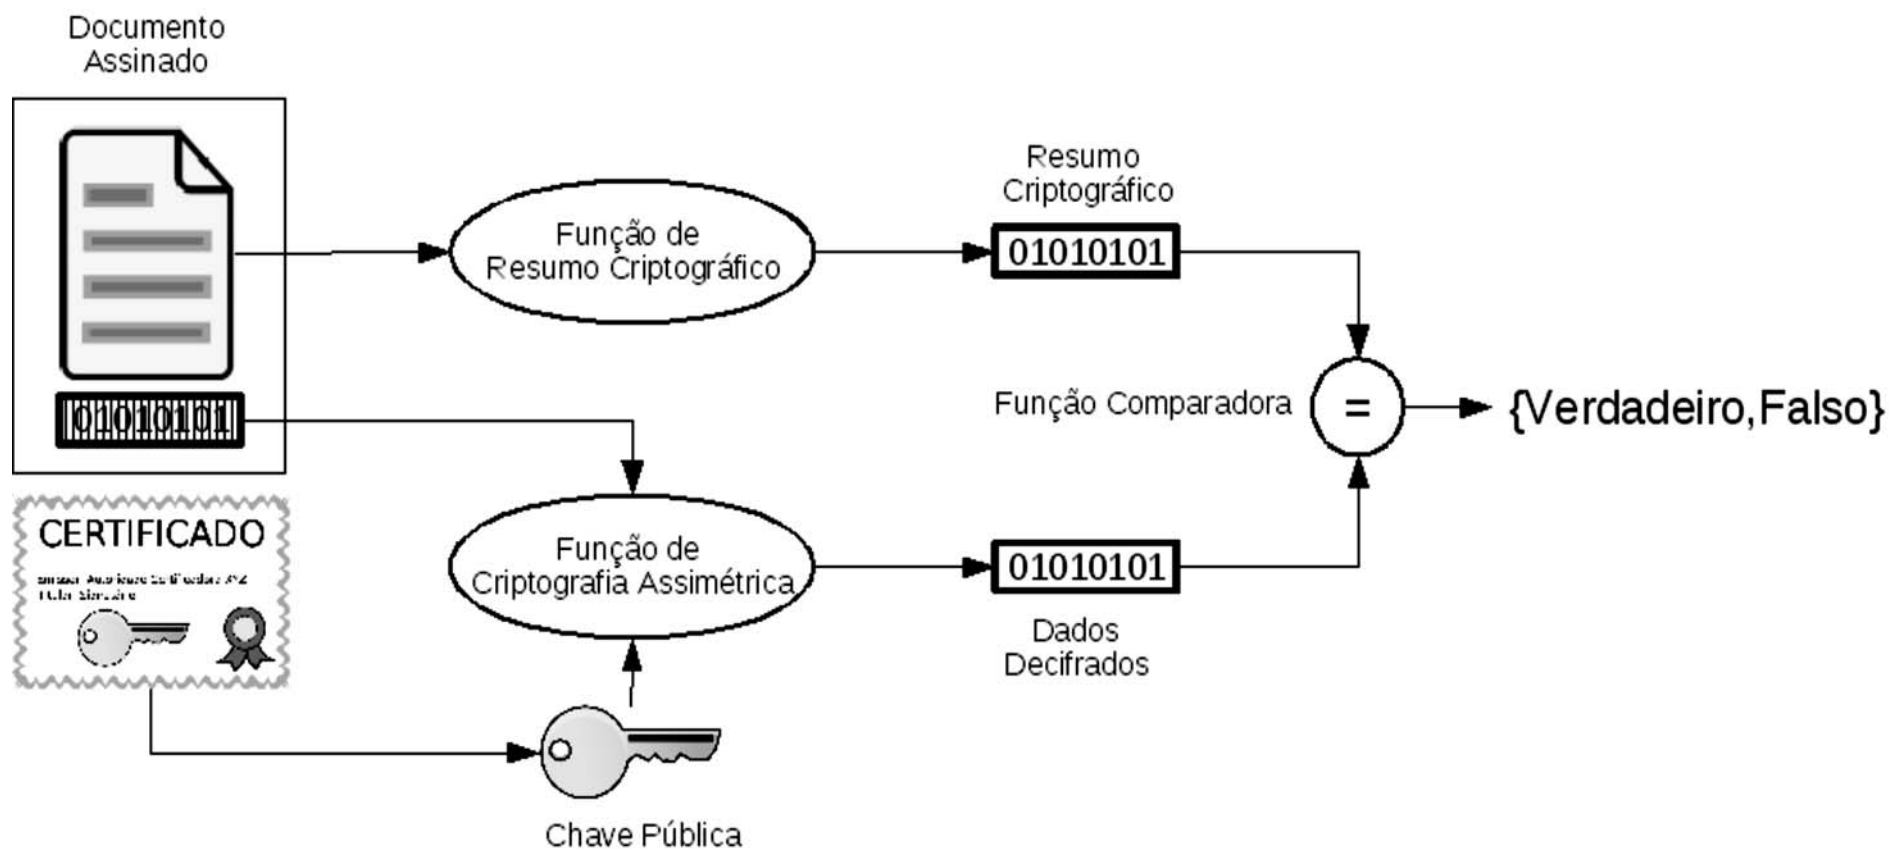 Documento
Assinado
Resumo
Criptográfico
Função de
Resumo Criptográfico
01010101
Função Comparadora
=
{Verdadeiro,Falso}
01010101
CERTIFICADO
Função de
Criptografia Assimétrica
01010101
Dados
Decifrados
Chave Pública